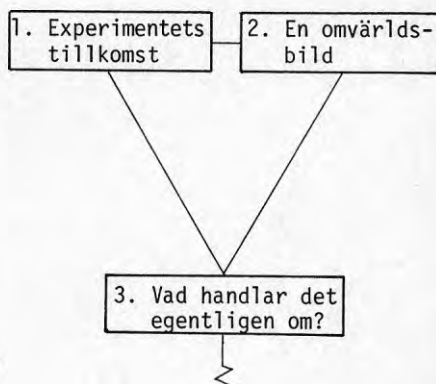 1. Experimentets
tillkomst
2. En omvärlds-
bild
3. Vad handlar det
egentligen om?